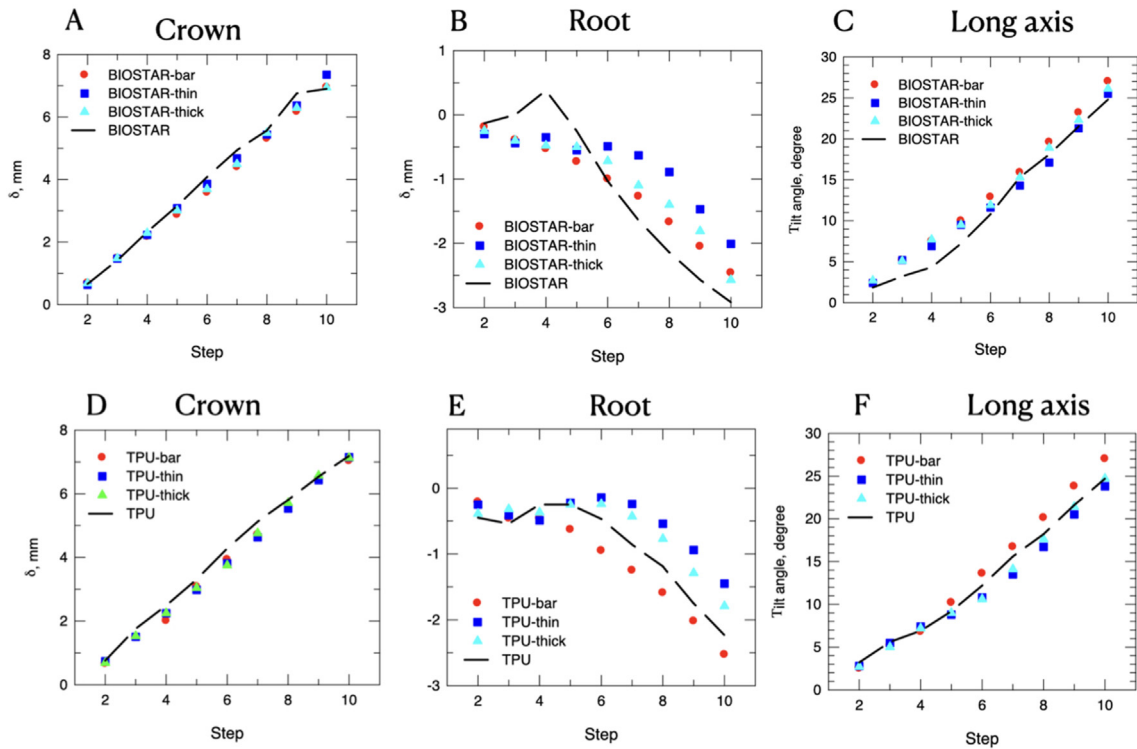 A Crown
8
6
4
2
0
δ, mm
BIOSTAR-bar
BIOSTAR-thin
BIOSTAR-thick
BIOSTAR
2 4 6 8 10
Step
B Root
1
0
-1
-2
-3
δ, mm
BIOSTAR-bar
BIOSTAR-thin
BIOSTAR-thick
BIOSTAR
2 4 6 8 10
Step
C Long axis
30
25
20
15
10
5
0
Tilt angle, degree
BIOSTAR-bar
BIOSTAR-thin
BIOSTAR-thick
BIOSTAR
2 4 6 8 10
Step
D Crown
8
6
4
2
0
δ, mm
TPU-bar
TPU-thin
TPU-thick
TPU
2 4 6 8 10
Step
E Root
0
-1
-2
-3
δ, mm
TPU-bar
TPU-thin
TPU-thick
TPU
2 4 6 8 10
Step
F Long axis
30
25
20
15
10
5
0
Tilt angle, degree
TPU-bar
TPU-thin
TPU-thick
TPU
2 4 6 8 10
Step